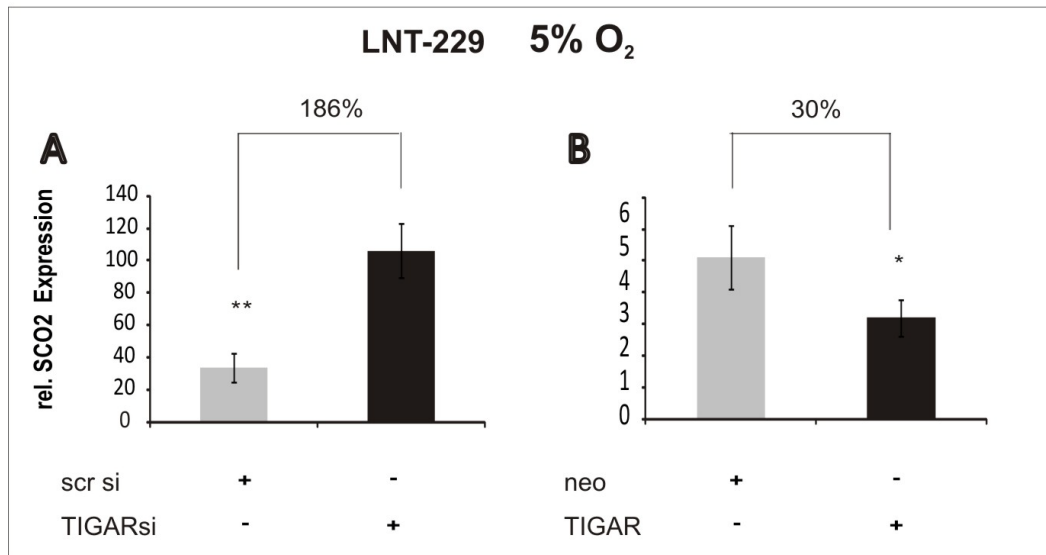 LNT-229 5% O₂
186%
30%
A
B
rel. SCO2 Expression
140
120
100
80
60
40
20
0
**
6
5
4
3
2
1
0
*
scr si + -
TIGARsi - +
neo + -
TIGAR - +